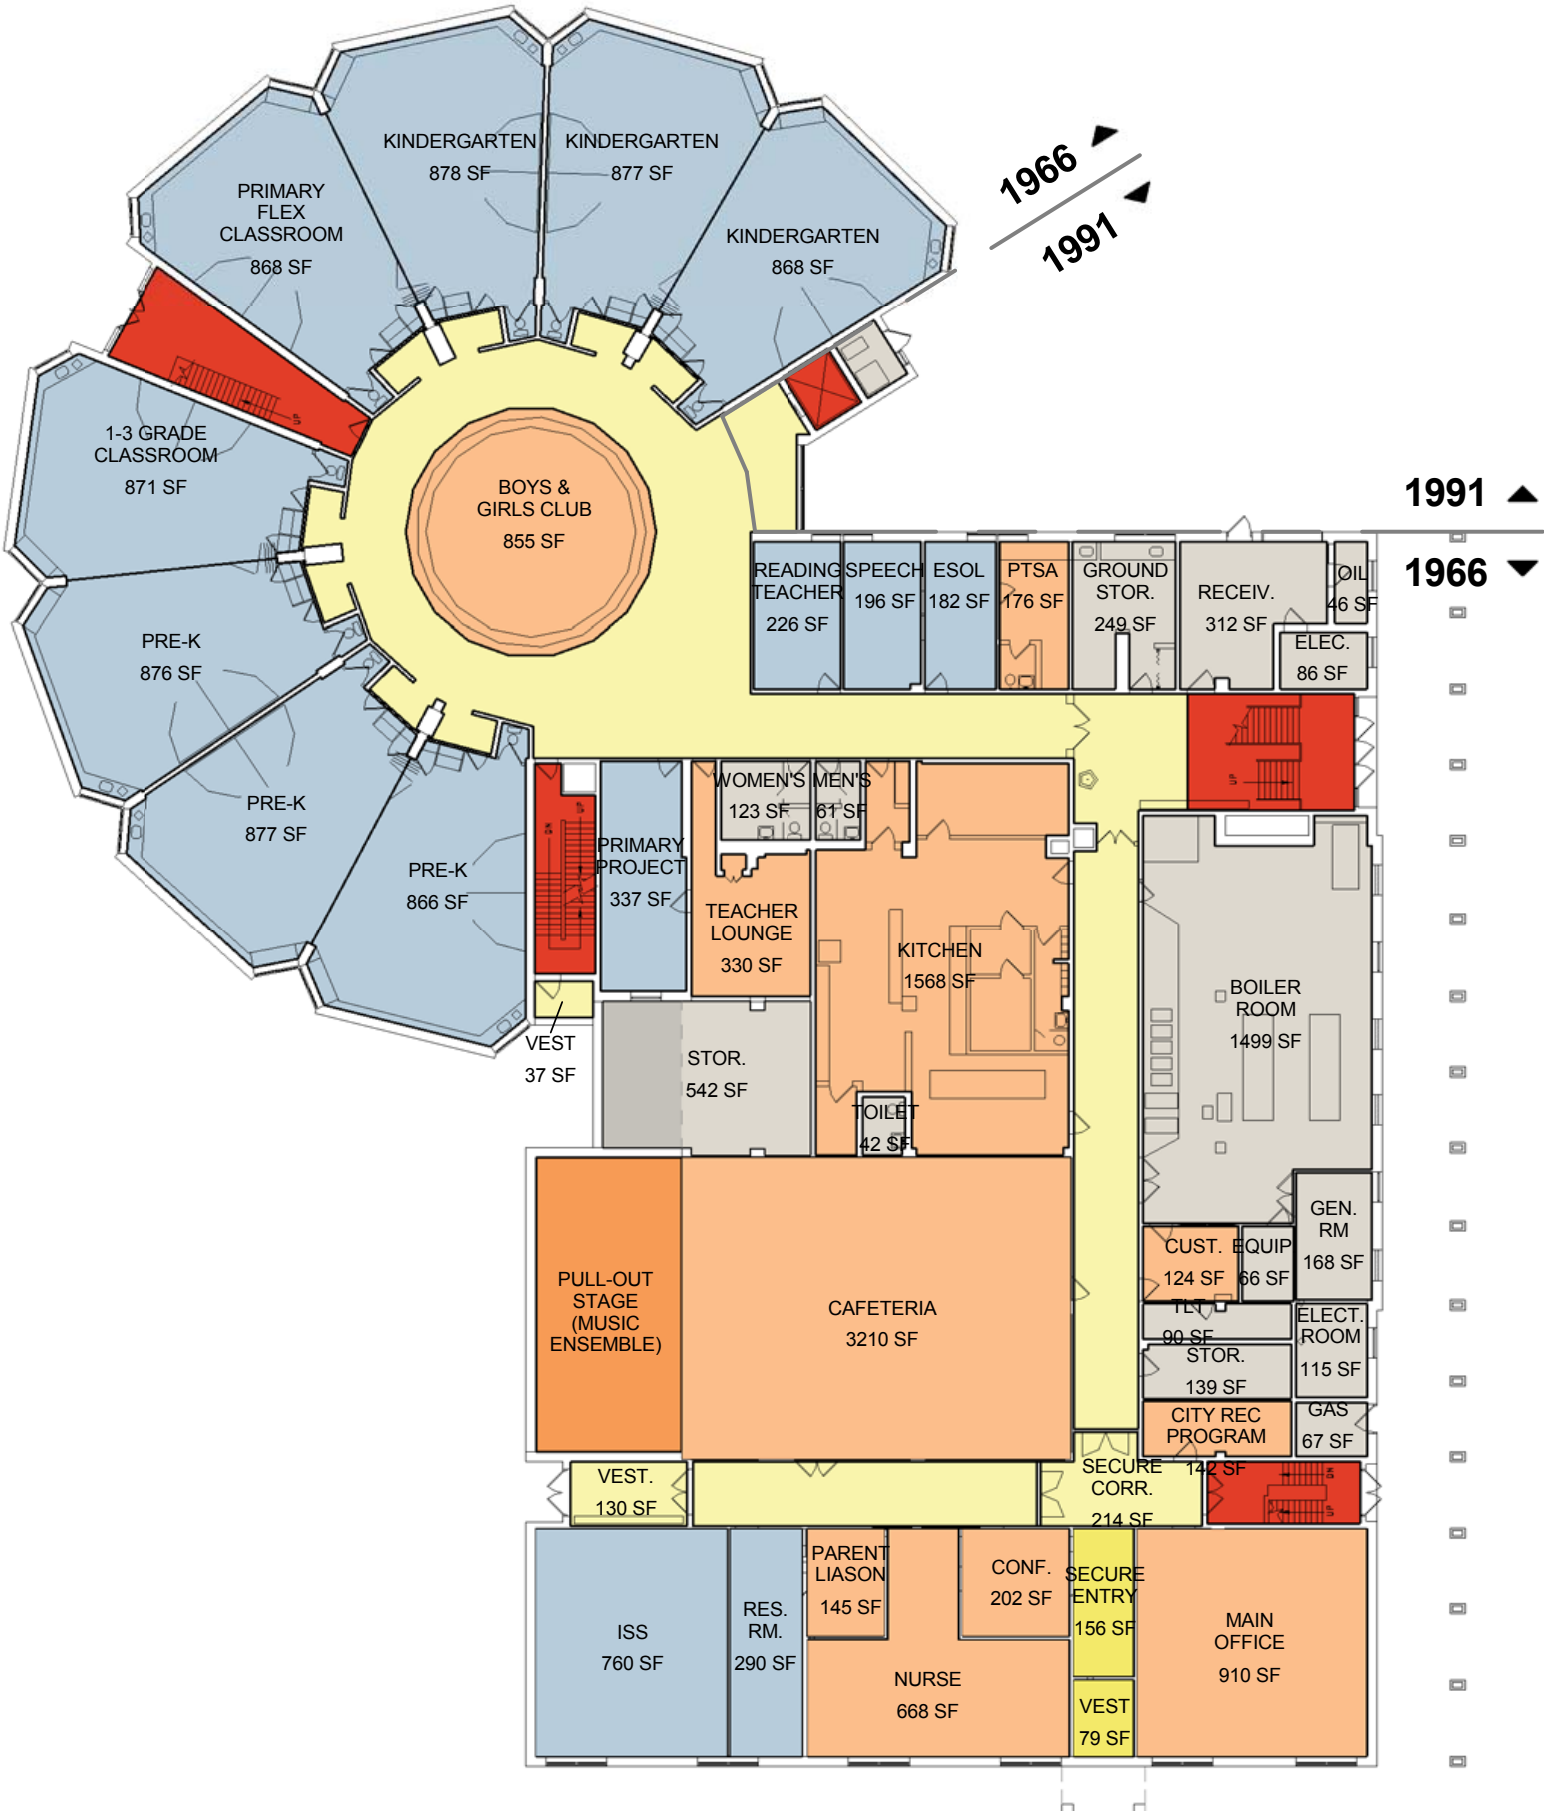 KINDERGARTEN
878 SF
KINDERGARTEN
877 SF
1966
1991
PRIMARY
FLEX
CLASSROOM
868 SF
KINDERGARTEN
868 SF
UP
1-3 GRADE
CLASSROOM
871 SF
BOYS &
GIRLS CLUB
855 SF
1991
1966
READING
TEACHER
226 SF
SPEECH
196 SF
ESOL
182 SF
PTSA
176 SF
GROUND
STOR.
249 SF
RECEIV.
312 SF
OIL
46 SF
ELEC.
86 SF
PRE-K
876 SF
UP
PRE-K
877 SF
PRE-K
866 SF
DN
UP
PRIMARY
PROJECT
337 SF
WOMEN'S
123 SF
MEN'S
61 SF
TEACHER
LOUNGE
330 SF
KITCHEN
1568 SF
BOILER
ROOM
1499 SF
VEST
37 SF
STOR.
542 SF
TOILET
42 SF
GEN.
RM
168 SF
CUST.
124 SF
EQUIP
66 SF
PULL-OUT
STAGE
(MUSIC
ENSEMBLE)
CAFETERIA
3210 SF
TLT
90 SF
ELECT.
ROOM
115 SF
STOR.
139 SF
CITY REC
PROGRAM
142 SF
GAS
67 SF
VEST.
130 SF
SECURE
CORR.
214 SF
DN
UP
ISS
760 SF
RES.
RM.
290 SF
PARENT
LIASON
145 SF
CONF.
202 SF
SECURE
ENTRY
156 SF
MAIN
OFFICE
910 SF
NURSE
668 SF
VEST
79 SF